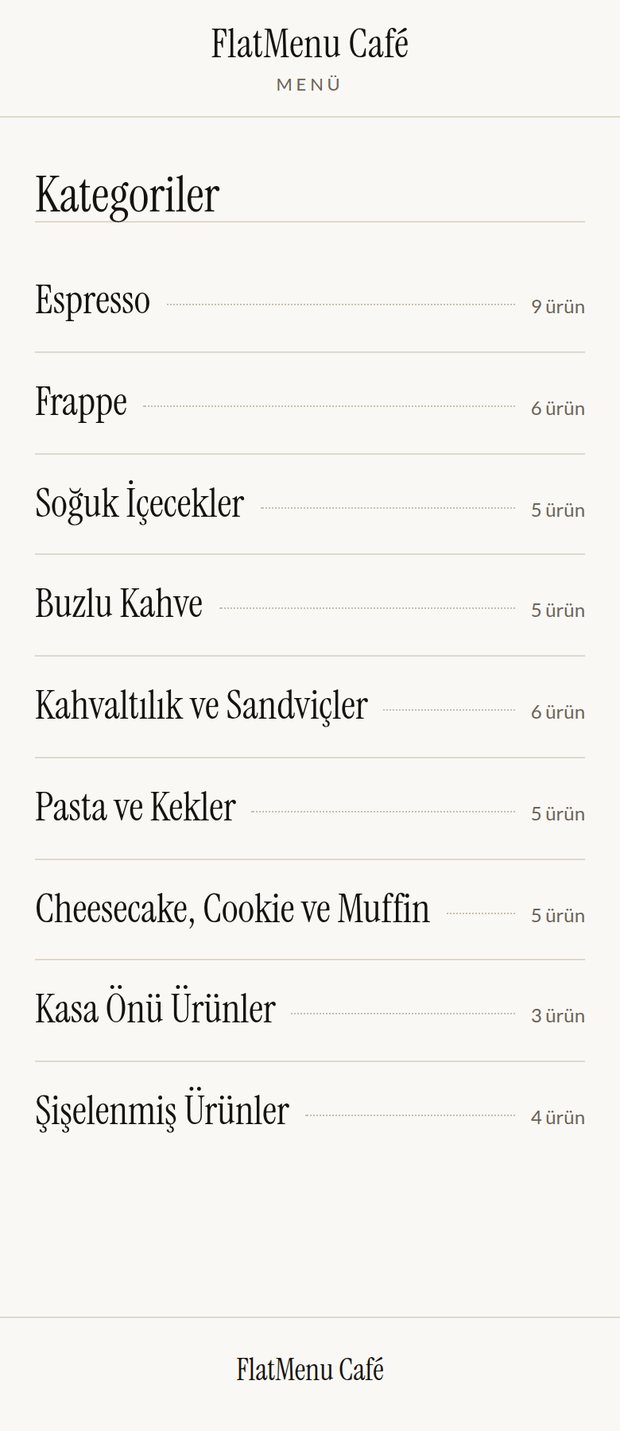 FlatMenu Café
MENÜ
Kategoriler
Espresso 9 ürün
Frappe 6 ürün
Soğuk İçecekler 5 ürün
Buzlu Kahve 5 ürün
Kahvaltılık ve Sandviçler 6 ürün
Pasta ve Kekler 5 ürün
Cheesecake, Cookie ve Muffin 5 ürün
Kasa Önü Ürünler 3 ürün
Şişelenmiş Ürünler 4 ürün
FlatMenu Café